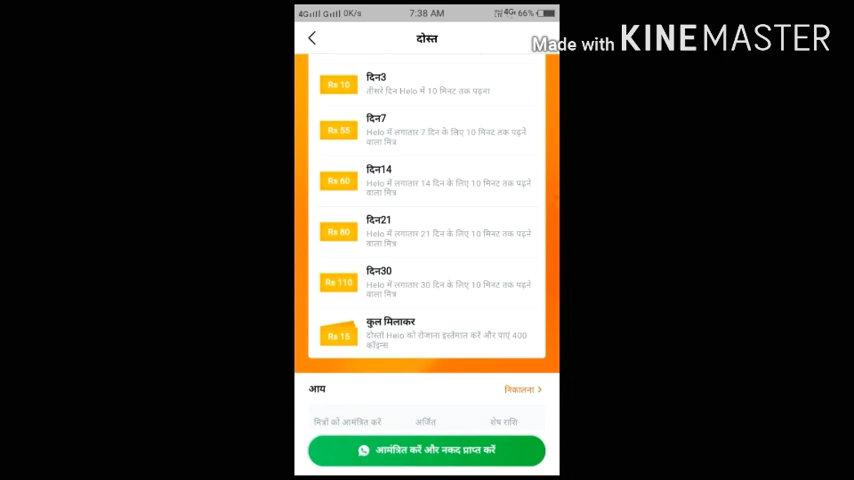 4G 0K/s 7:38 AM 4G 66%
दोस्त
Made with KINEMASTER
Rs 10 दिन3
तीसरे दिन Helo में 10 मिनट तक पढ़ना
दिन7
Rs 55 Helo में लगातार 7 दिन के लिए 10 मिनट तक पढ़ने
वाला मित्र
दिन14
Rs 60 Helo में लगातार 14 दिन के लिए 10 मिनट तक पढ़ने
वाला मित्र
दिन21
Rs 80 Helo में लगातार 21 दिन के लिए 10 मिनट तक पढ़ने
वाला मित्र
दिन30
Rs 110 Helo में लगातार 30 दिन के लिए 10 मिनट तक पढ़ने
वाला मित्र
कुल मिलाकर
Rs 15 दोस्तों Helo को रोजाना इस्तेमाल करें और पाएं 400
कॉइन्स
आय निकालना
मित्रों को आमंत्रित करें अर्जित शेष राशि
आमंत्रित करें और नकद प्राप्त करें